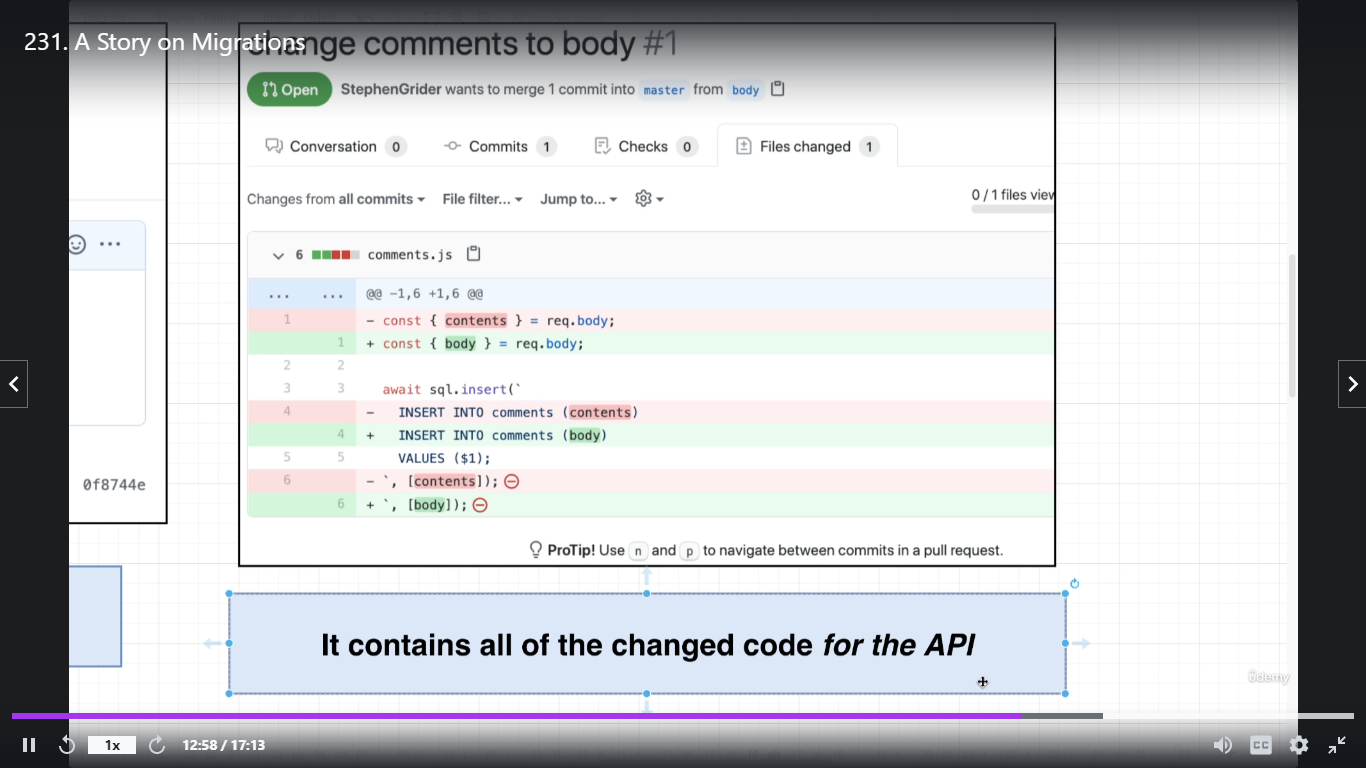 231. A Story on Migrations
change comments to body #1
Open StephenGrider wants to merge 1 commit into master from body
Conversation 0 Commits 1 Checks 0 Files changed 1
Changes from all commits File filter... Jump to...
0 / 1 files view
6 comments.js
... ... @@ -1,6 +1,6 @@
1 - const { contents } = req.body;
1 + const { body } = req.body;
2 2
3 3 await sql.insert(`
4 - INSERT INTO comments (contents)
4 + INSERT INTO comments (body)
5 5 VALUES ($1);
6 - `, [contents]);
6 + `, [body]);
0f8744e
ProTip! Use n and p to navigate between commits in a pull request.
It contains all of the changed code for the API
ûdemy
1x 12:58 / 17:13 CC